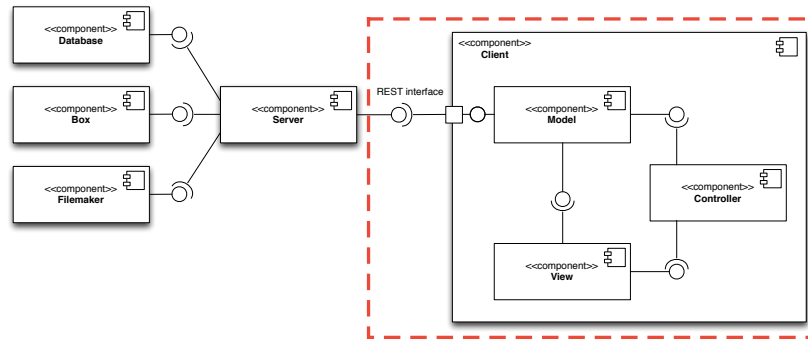 <<component>>
Database
<<component>>
Box
<<component>>
Filemaker
<<component>>
Server
REST interface
<<component>>
Client
<<component>>
Model
<<component>>
Controller
<<component>>
View